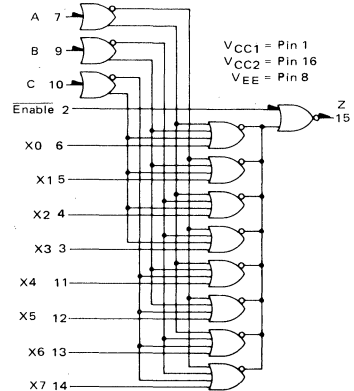 A 7
B 9
C 10
Enable 2
X0 6
X1 5
X2 4
X3 3
X4 11
X5 12
X6 13
X7 14
VCC1 = Pin 1
VCC2 = Pin 16
VEE = Pin 8
Z
15